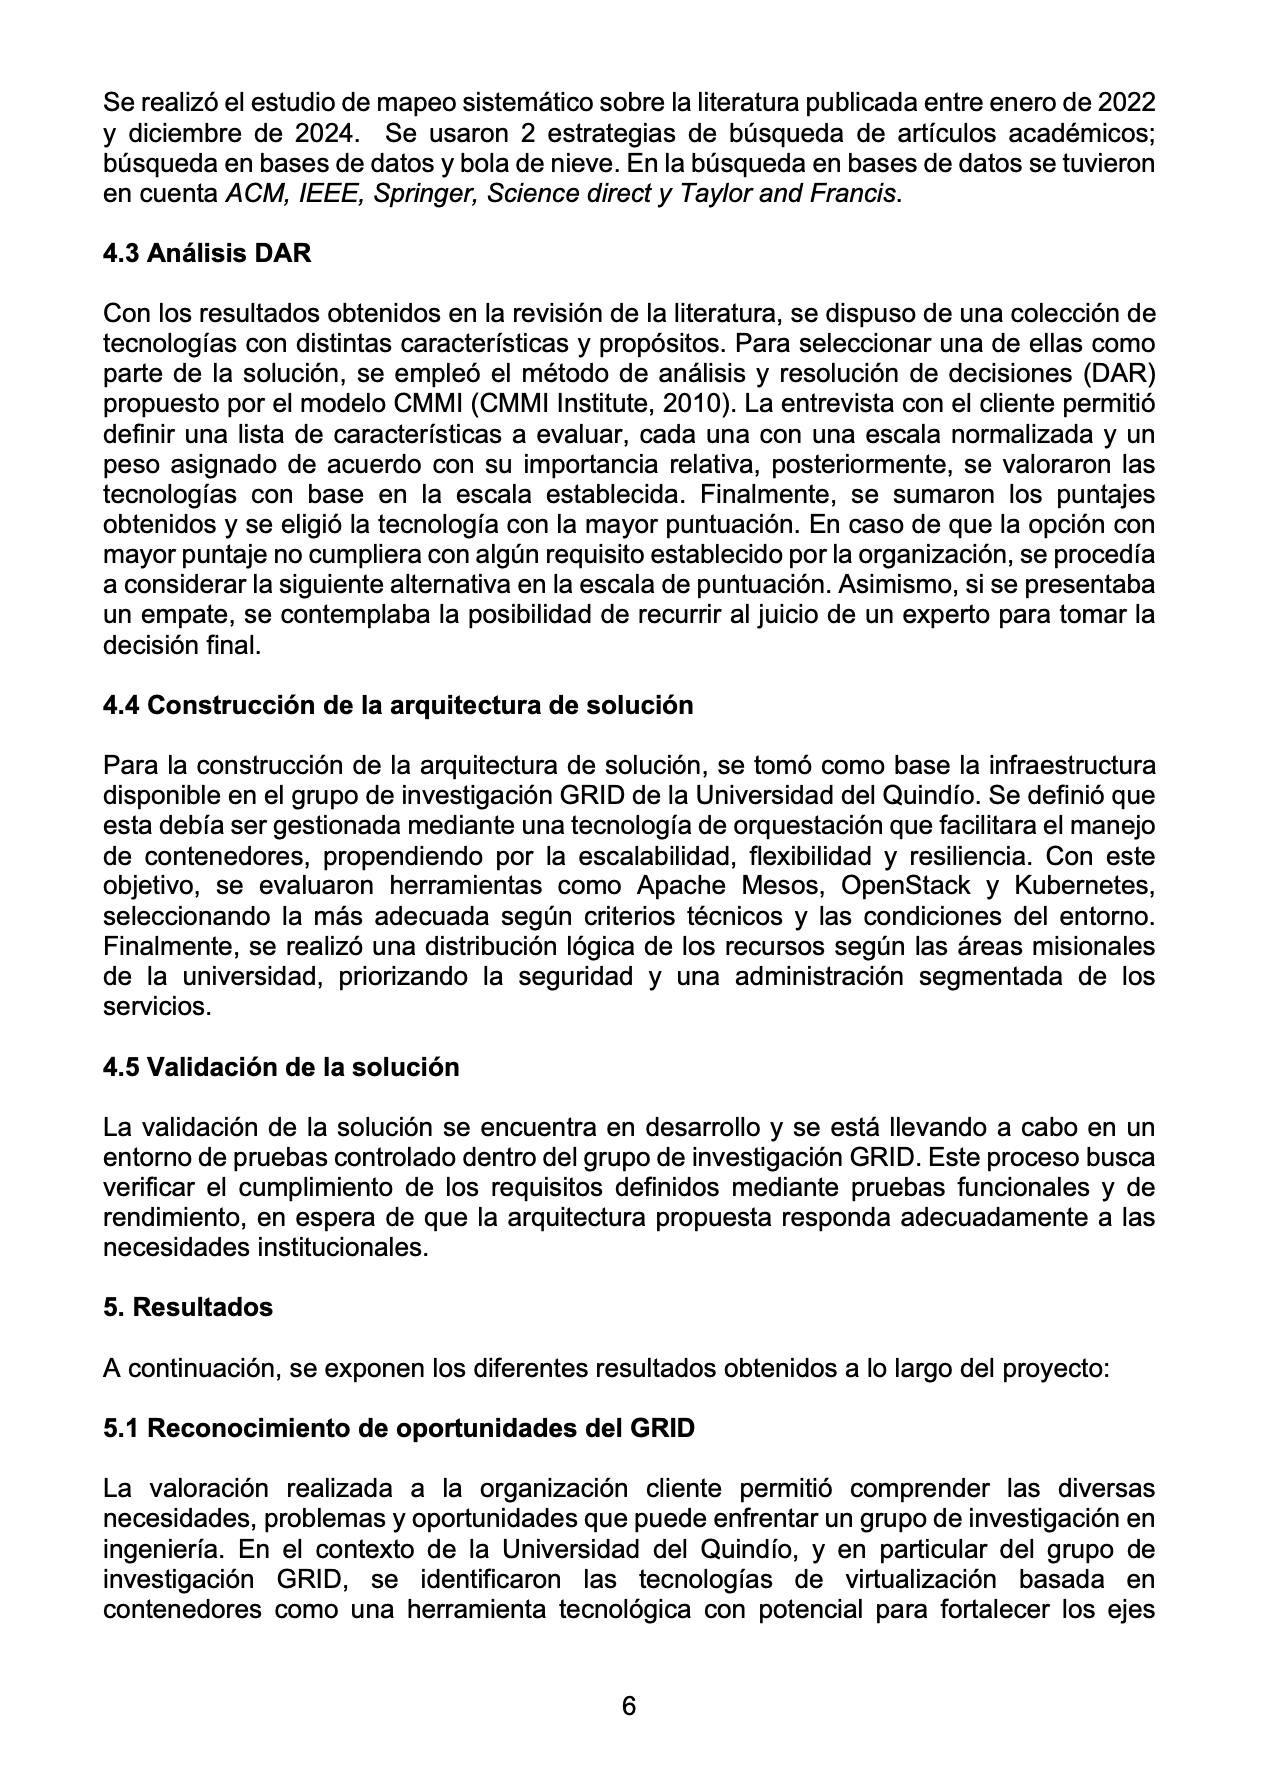 Se realizó el estudio de mapeo sistemático sobre la literatura publicada entre enero de 2022
y diciembre de 2024.  Se usaron 2 estrategias de búsqueda de artículos académicos;
búsqueda en bases de datos y bola de nieve. En la búsqueda en bases de datos se tuvieron
en cuenta ACM, IEEE, Springer, Science direct y Taylor and Francis.
4.3 Análisis DAR
Con los resultados obtenidos en la revisión de la literatura, se dispuso de una colección de
tecnologías con distintas características y propósitos. Para seleccionar una de ellas como
parte de la solución, se empleó el método de análisis y resolución de decisiones (DAR)
propuesto por el modelo CMMI (CMMI Institute, 2010). La entrevista con el cliente permitió
definir una lista de características a evaluar, cada una con una escala normalizada y un
peso asignado de acuerdo con su importancia relativa, posteriormente, se valoraron las
tecnologías con base en la escala establecida. Finalmente, se sumaron los puntajes
obtenidos y se eligió la tecnología con la mayor puntuación. En caso de que la opción con
mayor puntaje no cumpliera con algún requisito establecido por la organización, se procedía
a considerar la siguiente alternativa en la escala de puntuación. Asimismo, si se presentaba
un empate, se contemplaba la posibilidad de recurrir al juicio de un experto para tomar la
decisión final.
4.4 Construcción de la arquitectura de solución
Para la construcción de la arquitectura de solución, se tomó como base la infraestructura
disponible en el grupo de investigación GRID de la Universidad del Quindío. Se definió que
esta debía ser gestionada mediante una tecnología de orquestación que facilitara el manejo
de contenedores, propendiendo por la escalabilidad, flexibilidad y resiliencia. Con este
objetivo, se evaluaron herramientas como Apache Mesos, OpenStack y Kubernetes,
seleccionando la más adecuada según criterios técnicos y las condiciones del entorno.
Finalmente, se realizó una distribución lógica de los recursos según las áreas misionales
de la universidad, priorizando la seguridad y una administración segmentada de los
servicios.
4.5 Validación de la solución
La validación de la solución se encuentra en desarrollo y se está llevando a cabo en un
entorno de pruebas controlado dentro del grupo de investigación GRID. Este proceso busca
verificar el cumplimiento de los requisitos definidos mediante pruebas funcionales y de
rendimiento, en espera de que la arquitectura propuesta responda adecuadamente a las
necesidades institucionales.
5. Resultados
A continuación, se exponen los diferentes resultados obtenidos a lo largo del proyecto:
5.1 Reconocimiento de oportunidades del GRID
La valoración realizada a la organización cliente permitió comprender las diversas
necesidades, problemas y oportunidades que puede enfrentar un grupo de investigación en
ingeniería. En el contexto de la Universidad del Quindío, y en particular del grupo de
investigación GRID, se identificaron las tecnologías de virtualización basada en
contenedores como una herramienta tecnológica con potencial para fortalecer los ejes
6